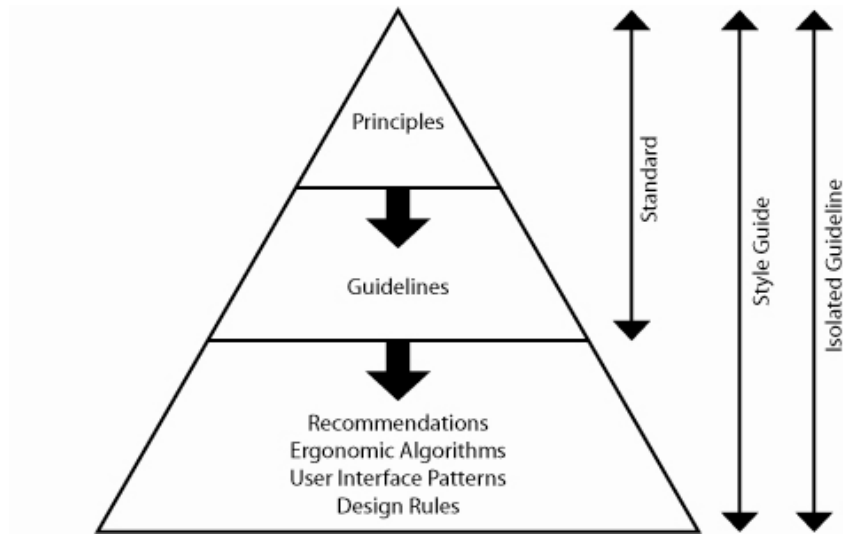 Principles
Guidelines
Recommendations
Ergonomic Algorithms
User Interface Patterns
Design Rules
Standard
Style Guide
Isolated Guideline